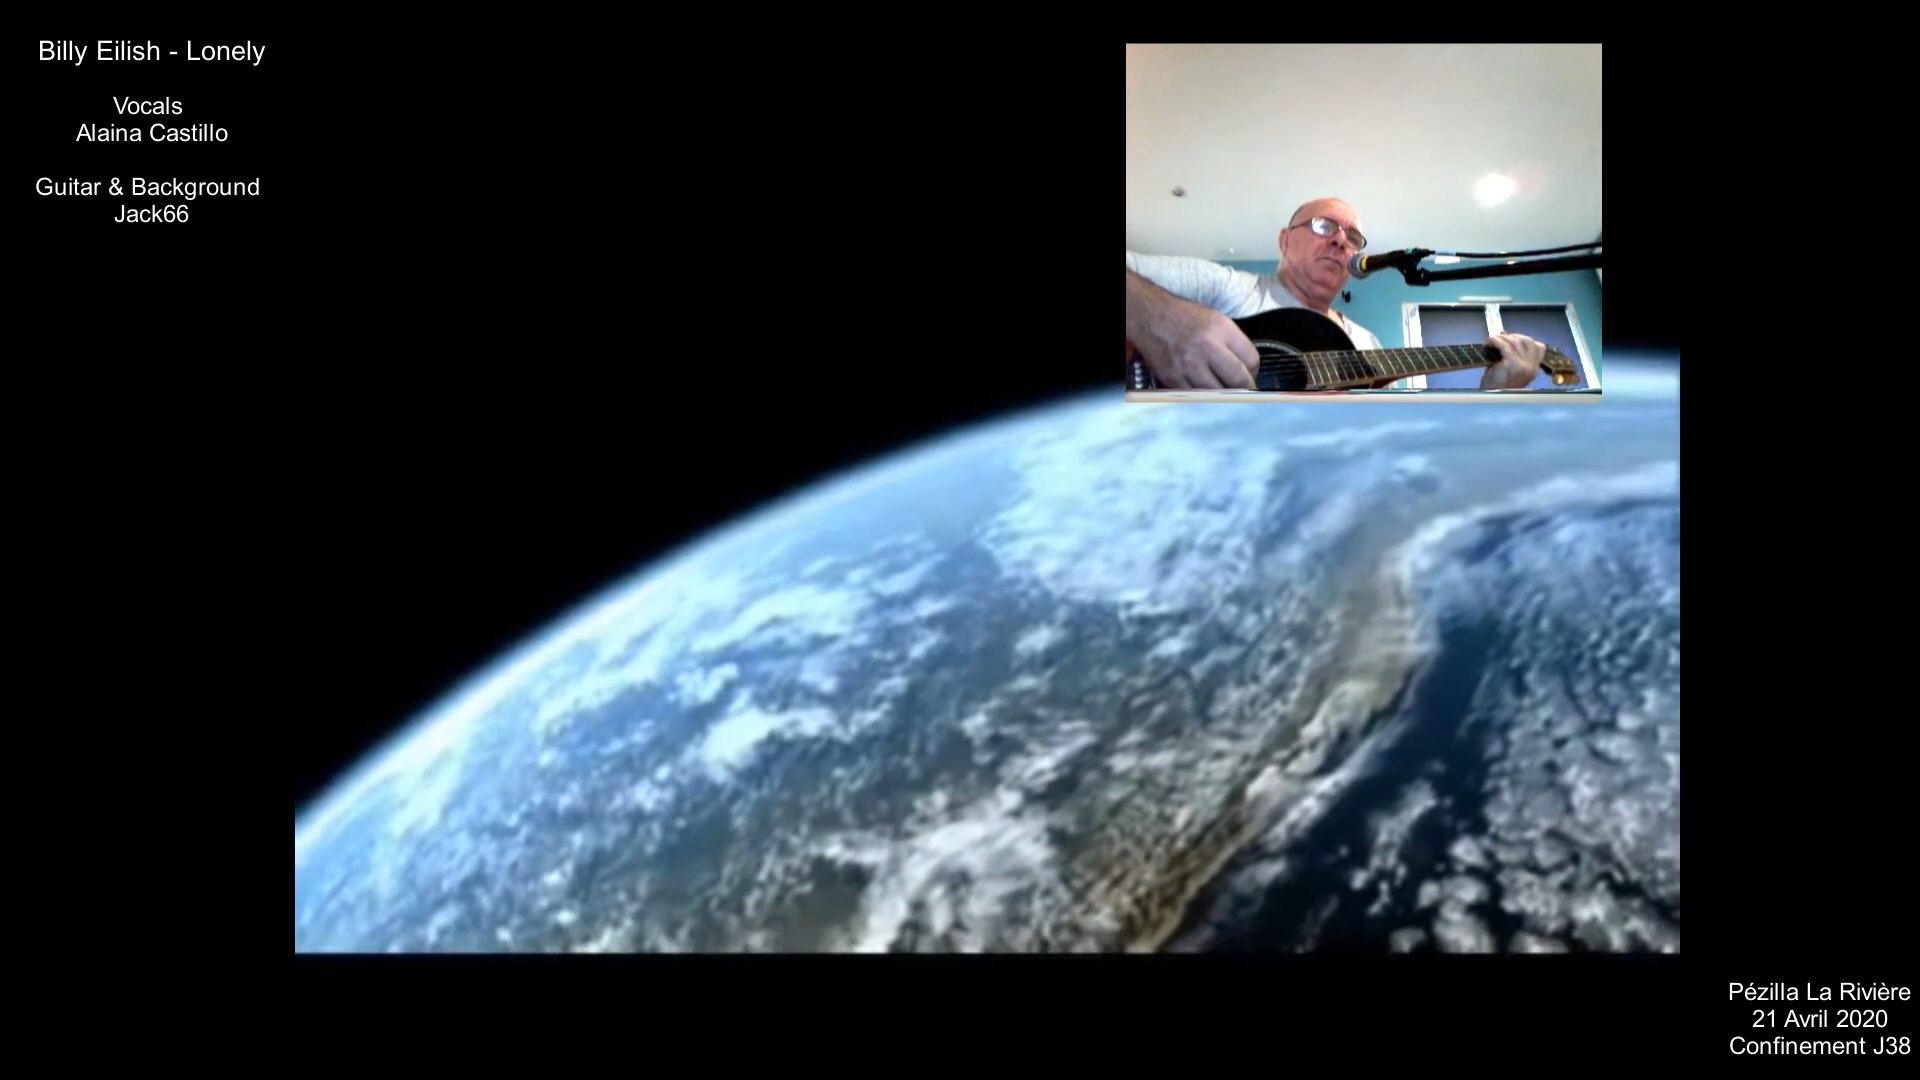 Billy Eilish - Lonely
Vocals
Alaina Castillo
Guitar & Background
Jack66
Pézilla La Rivière
21 Avril 2020
Confinement J38